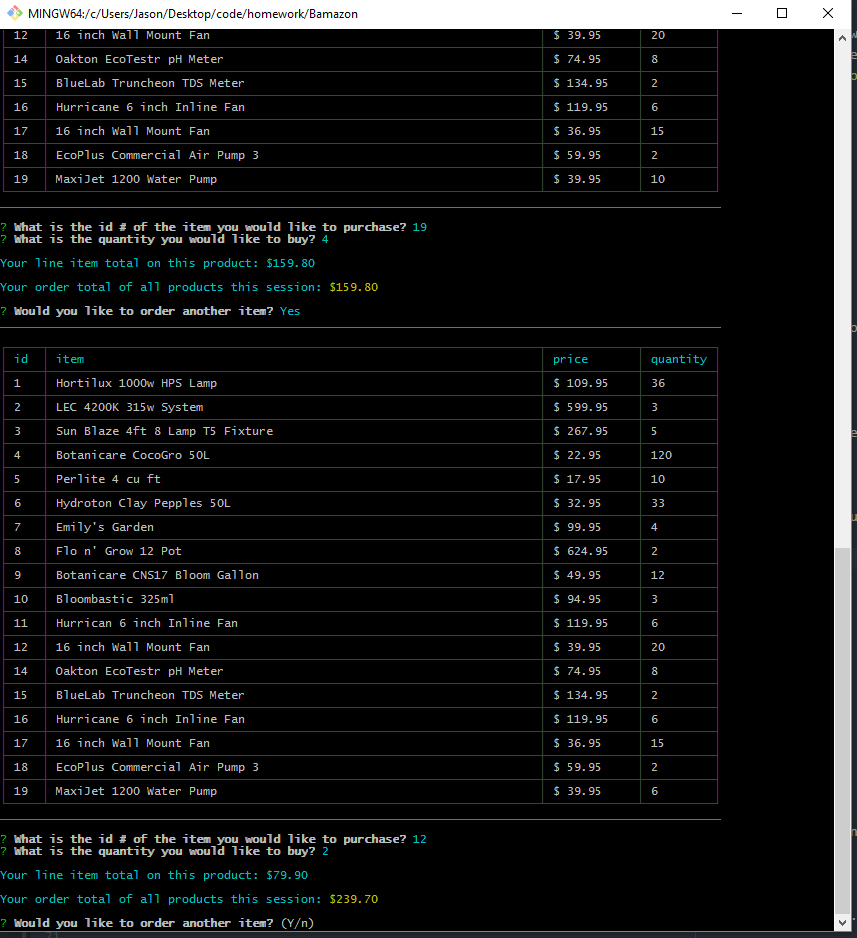 MINGW64:/c/Users/Jason/Desktop/code/homework/Bamazon
12 16 inch Wall Mount Fan $ 39.95 20
14 Oakton EcoTestr pH Meter $ 74.95 8
15 BlueLab Truncheon TDS Meter $ 134.95 2
16 Hurricane 6 inch Inline Fan $ 119.95 6
17 16 inch Wall Mount Fan $ 36.95 15
18 EcoPlus Commercial Air Pump 3 $ 59.95 2
19 MaxiJet 1200 Water Pump $ 39.95 10
? What is the id # of the item you would like to purchase? 19
? What is the quantity you would like to buy? 4
Your line item total on this product: $159.80
Your order total of all products this session: $159.80
? Would you like to order another item? Yes
id item price quantity
1 Hortilux 1000w HPS Lamp $ 109.95 36
2 LEC 4200K 315w System $ 599.95 3
3 Sun Blaze 4ft 8 Lamp T5 Fixture $ 267.95 5
4 Botanicare CocoGro 50L $ 22.95 120
5 Perlite 4 cu ft $ 17.95 10
6 Hydroton Clay Pepples 50L $ 32.95 33
7 Emily's Garden $ 99.95 4
8 Flo n' Grow 12 Pot $ 624.95 2
9 Botanicare CNS17 Bloom Gallon $ 49.95 12
10 Bloombastic 325ml $ 94.95 3
11 Hurrican 6 inch Inline Fan $ 119.95 6
12 16 inch Wall Mount Fan $ 39.95 20
14 Oakton EcoTestr pH Meter $ 74.95 8
15 BlueLab Truncheon TDS Meter $ 134.95 2
16 Hurricane 6 inch Inline Fan $ 119.95 6
17 16 inch Wall Mount Fan $ 36.95 15
18 EcoPlus Commercial Air Pump 3 $ 59.95 2
19 MaxiJet 1200 Water Pump $ 39.95 6
? What is the id # of the item you would like to purchase? 12
? What is the quantity you would like to buy? 2
Your line item total on this product: $79.90
Your order total of all products this session: $239.70
? Would you like to order another item? (Y/n)